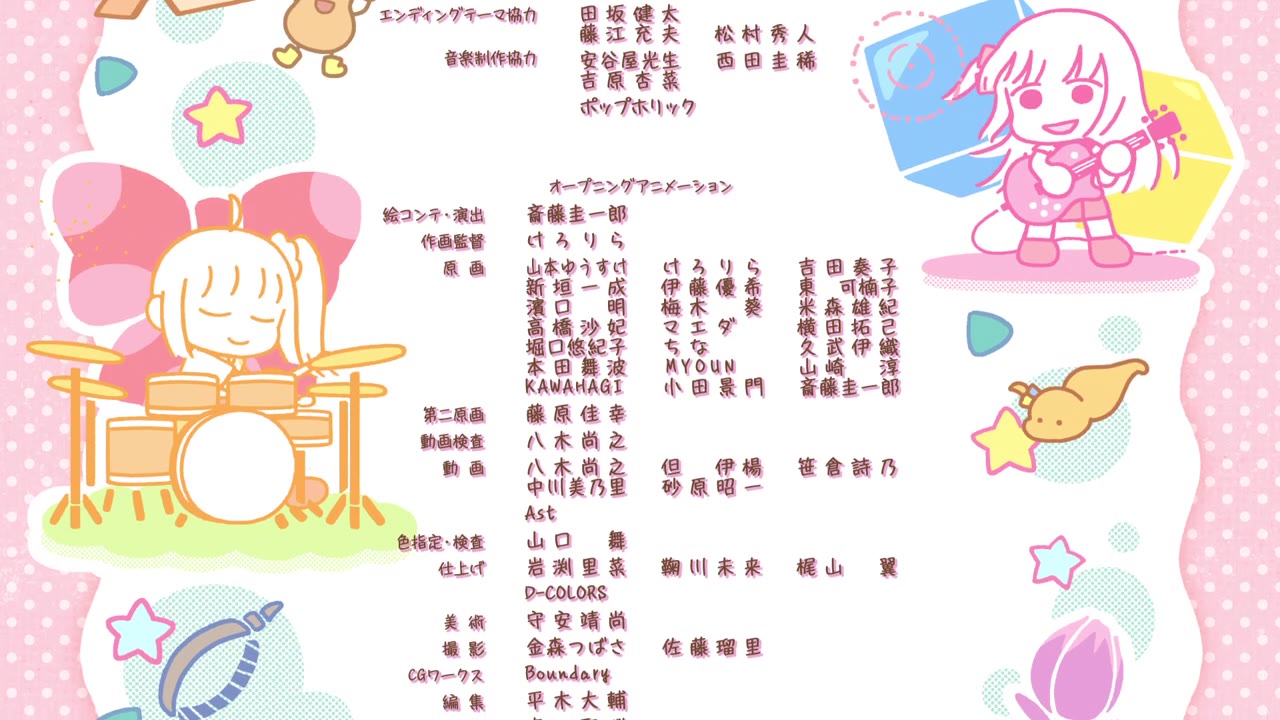 エンディングテーマ協力 田坂健太
藤江充夫 松村秀人
音楽制作協力 安谷屋光生 西田圭稀
吉原杏菜
ポップホリック
オープニングアニメーション
絵コンテ・演出 斎藤圭一郎
作画監督 けろりら
原画 山本ゆうすけ けろりら 吉田奏子
新垣一成 伊藤優希 東 可楠子
濱口 明 梅木 葵 米森雄紀
高橋沙妃 マエダ 横田拓己
堀口悠紀子 ちな 久武伊織
本田舞波 MYOUN 山崎 淳
KAWAHAGI 小田景門 斎藤圭一郎
第二原画 藤原佳幸
動画検査 八木尚之
動画 八木尚之 但 伊楊 笹倉詩乃
中川美乃里 砂原昭一
Ast
色指定・検査 山口 舞
仕上げ 岩渕里菜 鞠川未来 梶山 翼
D-COLORS
美術 守安靖尚
撮影 金森つばさ 佐藤瑠里
CGワークス Boundary
編集 平木大輔